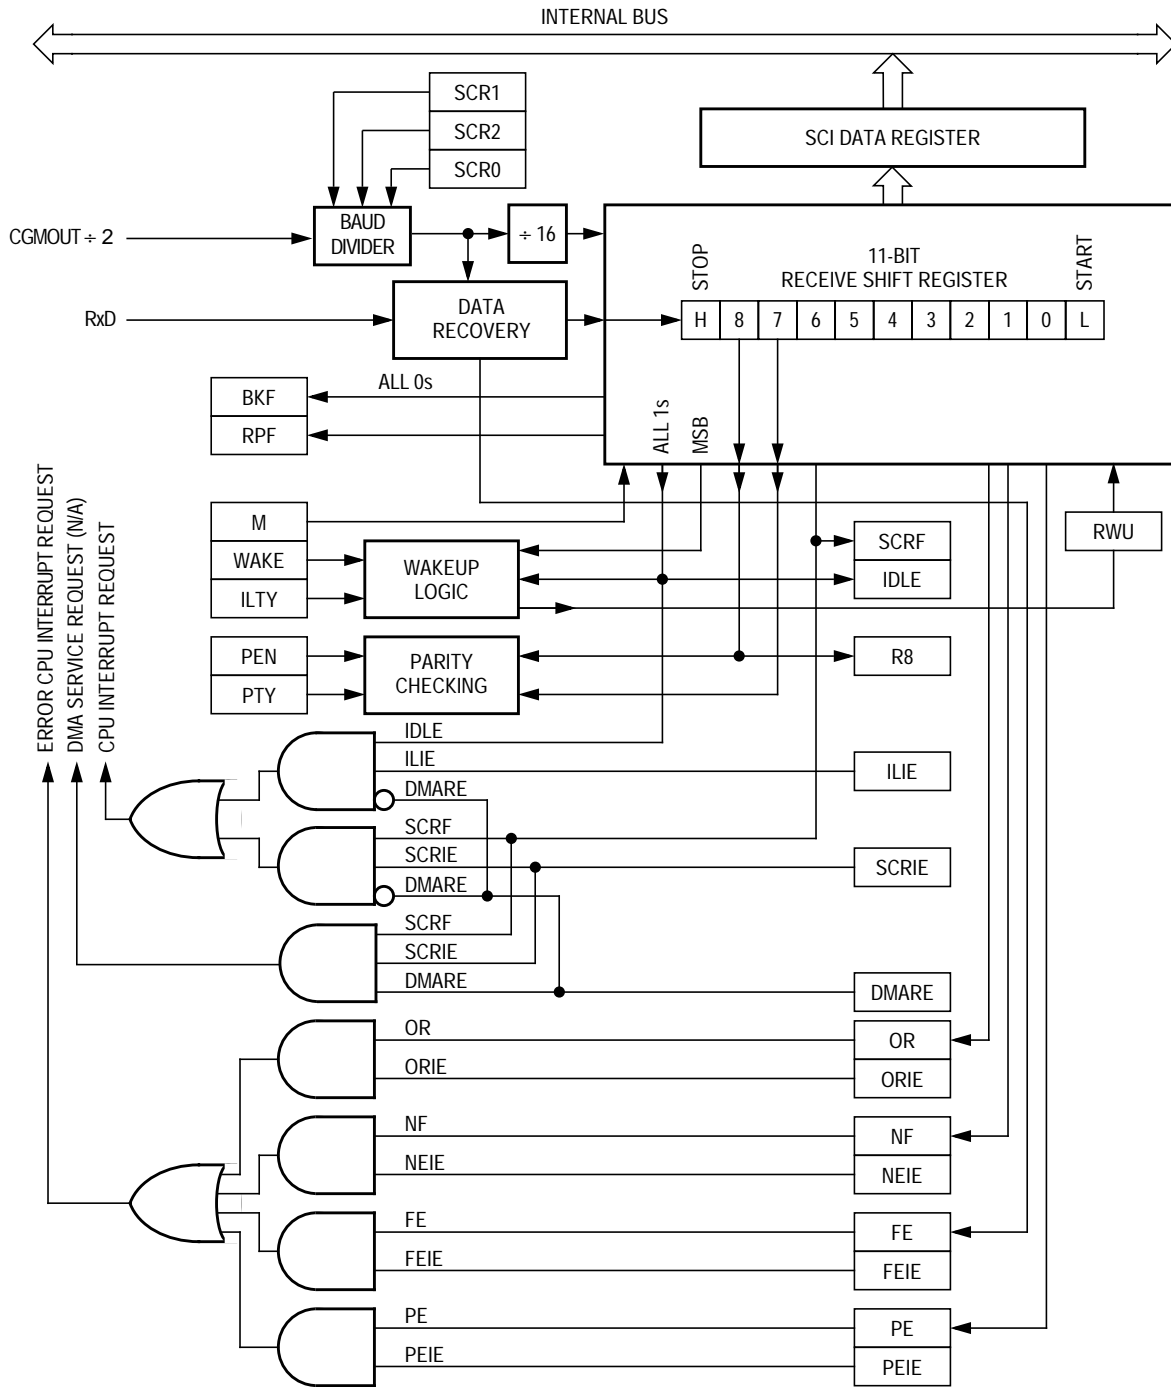 INTERNAL BUS
SCR1
SCR2
SCR0
SCI DATA REGISTER
CGMOUT ÷ 2
BAUD
DIVIDER
÷ 16
STOP
11-BIT
RECEIVE SHIFT REGISTER
START
RxD
DATA
RECOVERY
H 8 7 6 5 4 3 2 1 0 L
ALL 0s
BKF
RPF
ALL 1s
MSB
ERROR CPU INTERRUPT REQUEST
DMA SERVICE REQUEST (N/A)
CPU INTERRUPT REQUEST
M
WAKE
ILTY
WAKEUP
LOGIC
SCRF
IDLE
RWU
PEN
PTY
PARITY
CHECKING
R8
IDLE
ILIE
DMARE
ILIE
SCRF
SCRIE
DMARE
SCRIE
SCRF
SCRIE
DMARE
DMARE
OR
ORIE
OR
ORIE
NF
NEIE
NF
NEIE
FE
FEIE
FE
FEIE
PE
PEIE
PE
PEIE